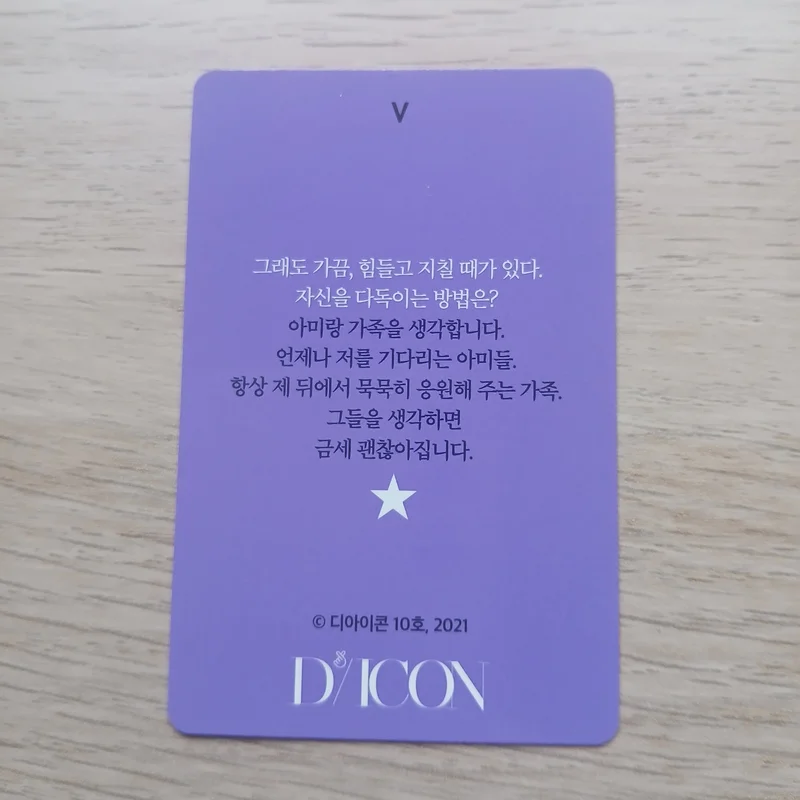 V
그래도 가끔, 힘들고 지칠 때가 있다.
자신을 다독이는 방법은?
아미랑 가족을 생각합니다.
언제나 저를 기다리는 아미들.
항상 제 뒤에서 묵묵히 응원해 주는 가족.
그들을 생각하면
금세 괜찮아집니다.
© 디아이콘 10호, 2021
D/ICON